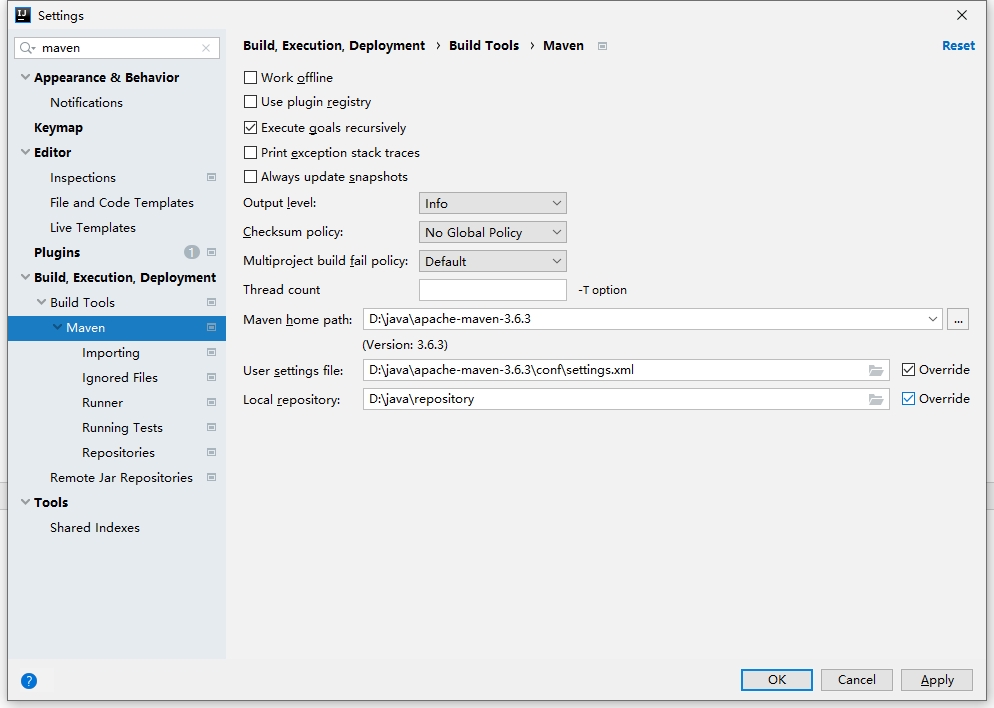 Settings
maven
Appearance & Behavior
Notifications
Keymap
Editor
Inspections
File and Code Templates
Live Templates
Plugins 1
Build, Execution, Deployment
Build Tools
Maven
Importing
Ignored Files
Runner
Running Tests
Repositories
Remote Jar Repositories
Tools
Shared Indexes
Build, Execution, Deployment › Build Tools › Maven
Reset
Work offline
Use plugin registry
Execute goals recursively
Print exception stack traces
Always update snapshots
Output level: Info
Checksum policy: No Global Policy
Multiproject build fail policy: Default
Thread count -T option
Maven home path: D:\java\apache-maven-3.6.3 ...
(Version: 3.6.3)
User settings file: D:\java\apache-maven-3.6.3\conf\settings.xml Override
Local repository: D:\java\repository Override
? OK Cancel Apply